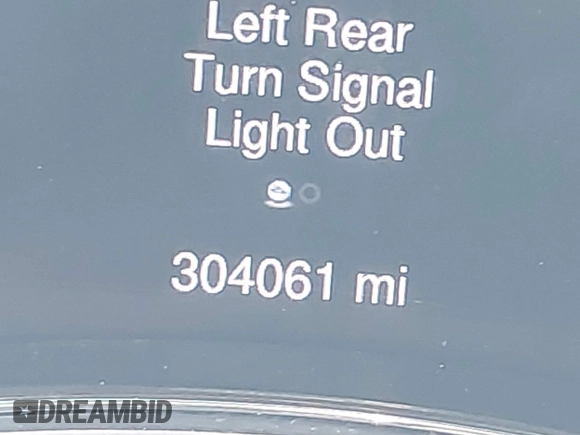 Left Rear
Turn Signal
Light Out
304061 mi
DREAMBID